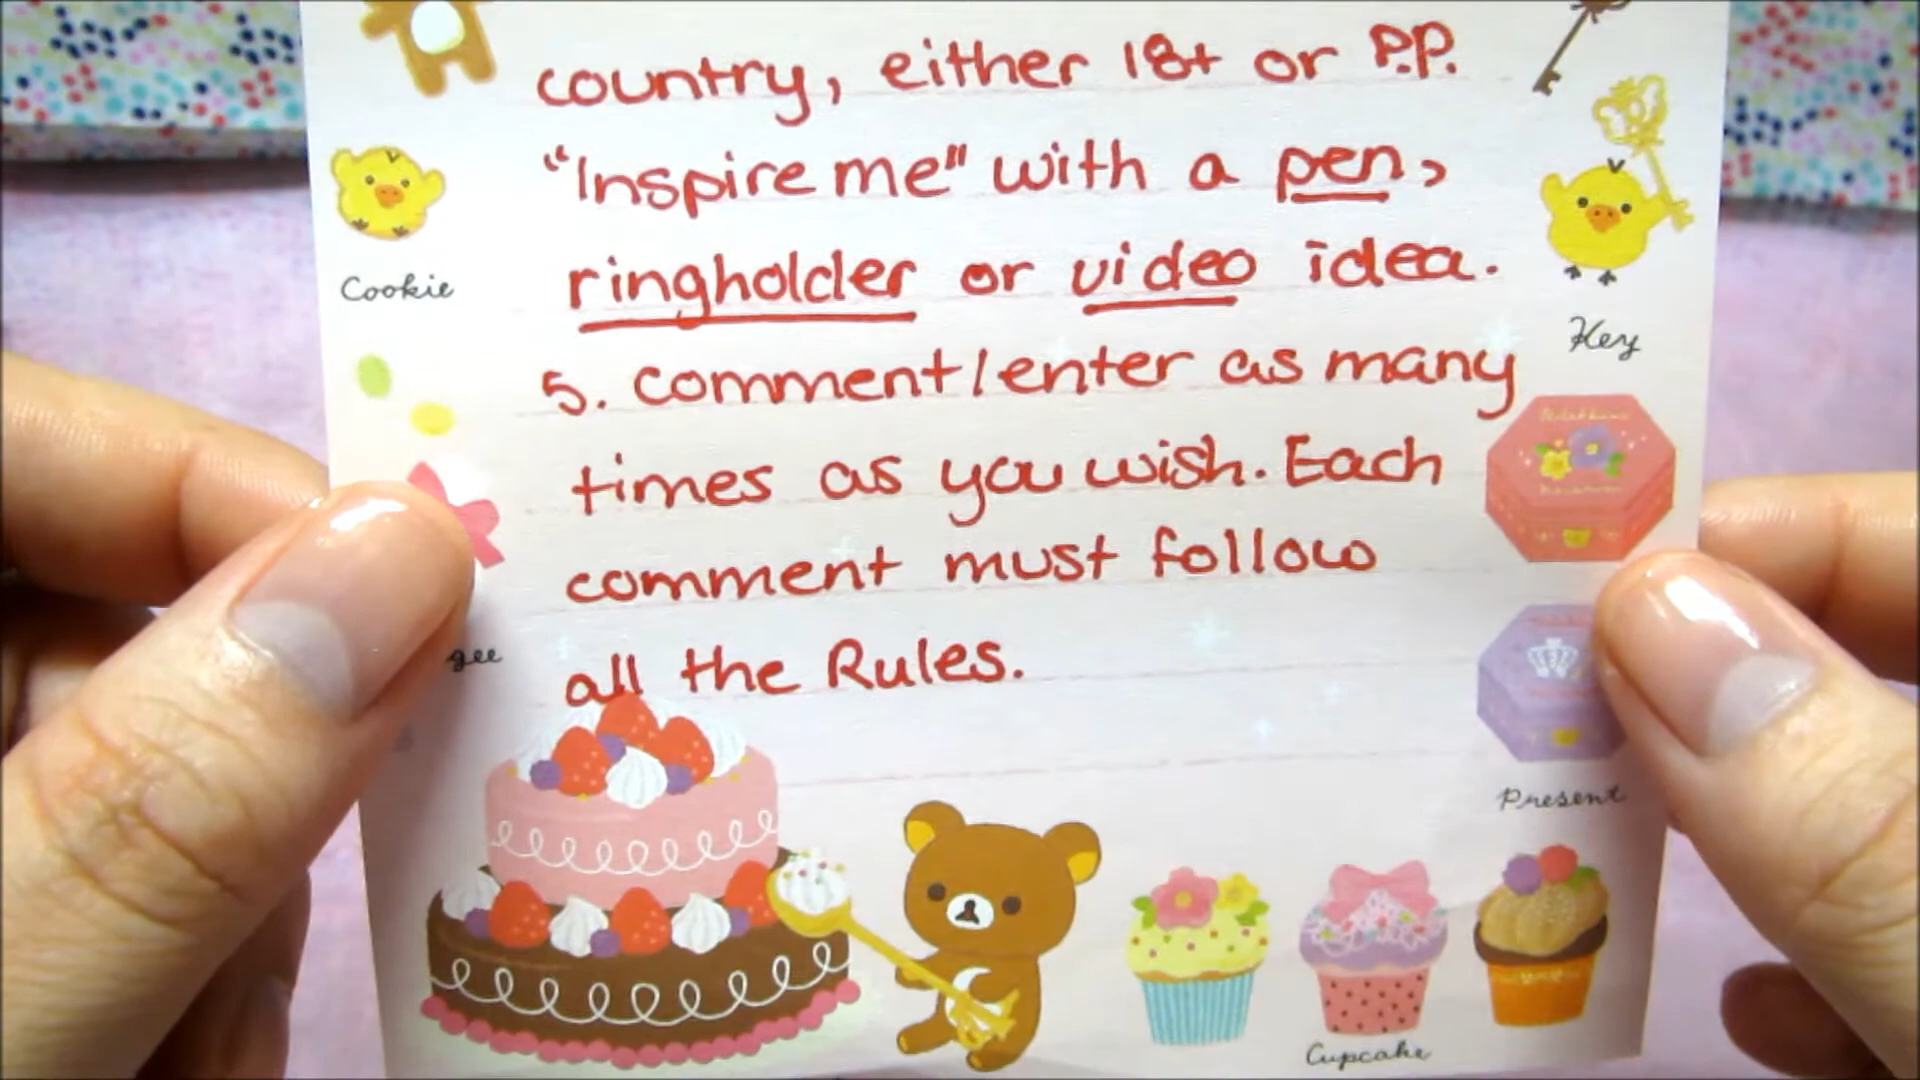 country, either 18+ or P.P.
"Inspire me" with a pen,
ringholder or video idea.
5. comment/enter as many
times as you wish. Each
comment must follow
all the Rules.
Cookie
Key
gee
Present
Cupcake